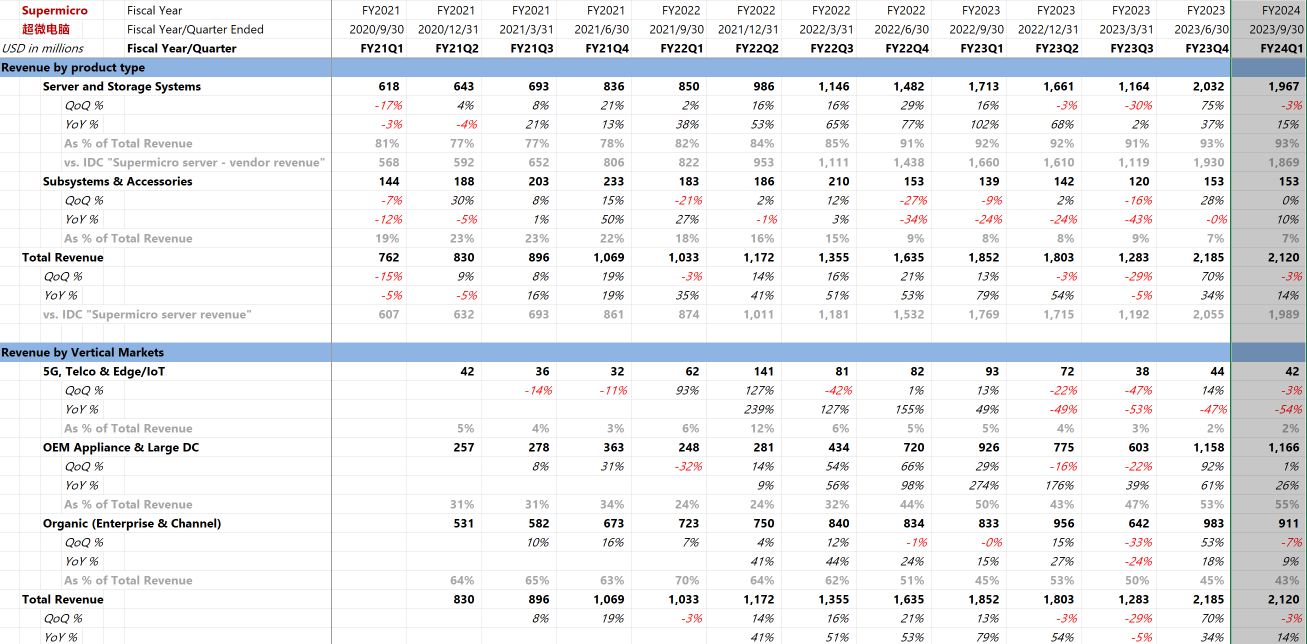 Supermicro Fiscal Year FY2021 FY2021 FY2021 FY2021 FY2022 FY2022 FY2022 FY2022 FY2023 FY2023 FY2023 FY2023 FY2024
超微电脑 Fiscal Year/Quarter Ended 2020/9/30 2020/12/31 2021/3/31 2021/6/30 2021/9/30 2021/12/31 2022/3/31 2022/6/30 2022/9/30 2022/12/31 2023/3/31 2023/6/30 2023/9/30
USD in millions Fiscal Year/Quarter FY21Q1 FY21Q2 FY21Q3 FY21Q4 FY22Q1 FY22Q2 FY22Q3 FY22Q4 FY23Q1 FY23Q2 FY23Q3 FY23Q4 FY24Q1
Revenue by product type
Server and Storage Systems 618 643 693 836 850 986 1,146 1,482 1,713 1,661 1,164 2,032 1,967
QoQ % -17% 4% 8% 21% 2% 16% 16% 29% 16% -3% -30% 75% -3%
YoY % -3% -4% 21% 13% 38% 53% 65% 77% 102% 68% 2% 37% 15%
As % of Total Revenue 81% 77% 77% 78% 82% 84% 85% 91% 92% 92% 91% 93% 93%
vs. IDC "Supermicro server - vendor revenue" 568 592 652 806 822 953 1,111 1,438 1,660 1,610 1,119 1,930 1,869
Subsystems & Accessories 144 188 203 233 183 186 210 153 139 142 120 153 153
QoQ % -7% 30% 8% 15% -21% 2% 12% -27% -9% 2% -16% 28% 0%
YoY % -12% -5% 1% 50% 27% -1% 3% -34% -24% -24% -43% -0% 10%
As % of Total Revenue 19% 23% 23% 22% 18% 16% 15% 9% 8% 8% 9% 7% 7%
Total Revenue 762 830 896 1,069 1,033 1,172 1,355 1,635 1,852 1,803 1,283 2,185 2,120
QoQ % -15% 9% 8% 19% -3% 14% 16% 21% 13% -3% -29% 70% -3%
YoY % -5% -5% 16% 19% 35% 41% 51% 53% 79% 54% -5% 34% 14%
vs. IDC "Supermicro server revenue" 607 632 693 861 874 1,011 1,181 1,532 1,769 1,715 1,192 2,055 1,989
Revenue by Vertical Markets
5G, Telco & Edge/IoT 42 36 32 62 141 81 82 93 72 38 44 42
QoQ % -14% -11% 93% 127% -42% 1% 13% -22% -47% 14% -3%
YoY % 239% 127% 155% 49% -49% -53% -47% -54%
As % of Total Revenue 5% 4% 3% 6% 12% 6% 5% 5% 4% 3% 2% 2%
OEM Appliance & Large DC 257 278 363 248 281 434 720 926 775 603 1,158 1,166
QoQ % 8% 31% -32% 14% 54% 66% 29% -16% -22% 92% 1%
YoY % 9% 56% 98% 274% 176% 39% 61% 26%
As % of Total Revenue 31% 31% 34% 24% 24% 32% 44% 50% 43% 47% 53% 55%
Organic (Enterprise & Channel) 531 582 673 723 750 840 834 833 956 642 983 911
QoQ % 10% 16% 7% 4% 12% -1% -0% 15% -33% 53% -7%
YoY % 41% 44% 24% 15% 27% -24% 18% 9%
As % of Total Revenue 64% 65% 63% 70% 64% 62% 51% 45% 53% 50% 45% 43%
Total Revenue 830 896 1,069 1,033 1,172 1,355 1,635 1,852 1,803 1,283 2,185 2,120
QoQ % 8% 19% -3% 14% 16% 21% 13% -3% -29% 70% -3%
YoY % 41% 51% 53% 79% 54% -5% 34% 14%